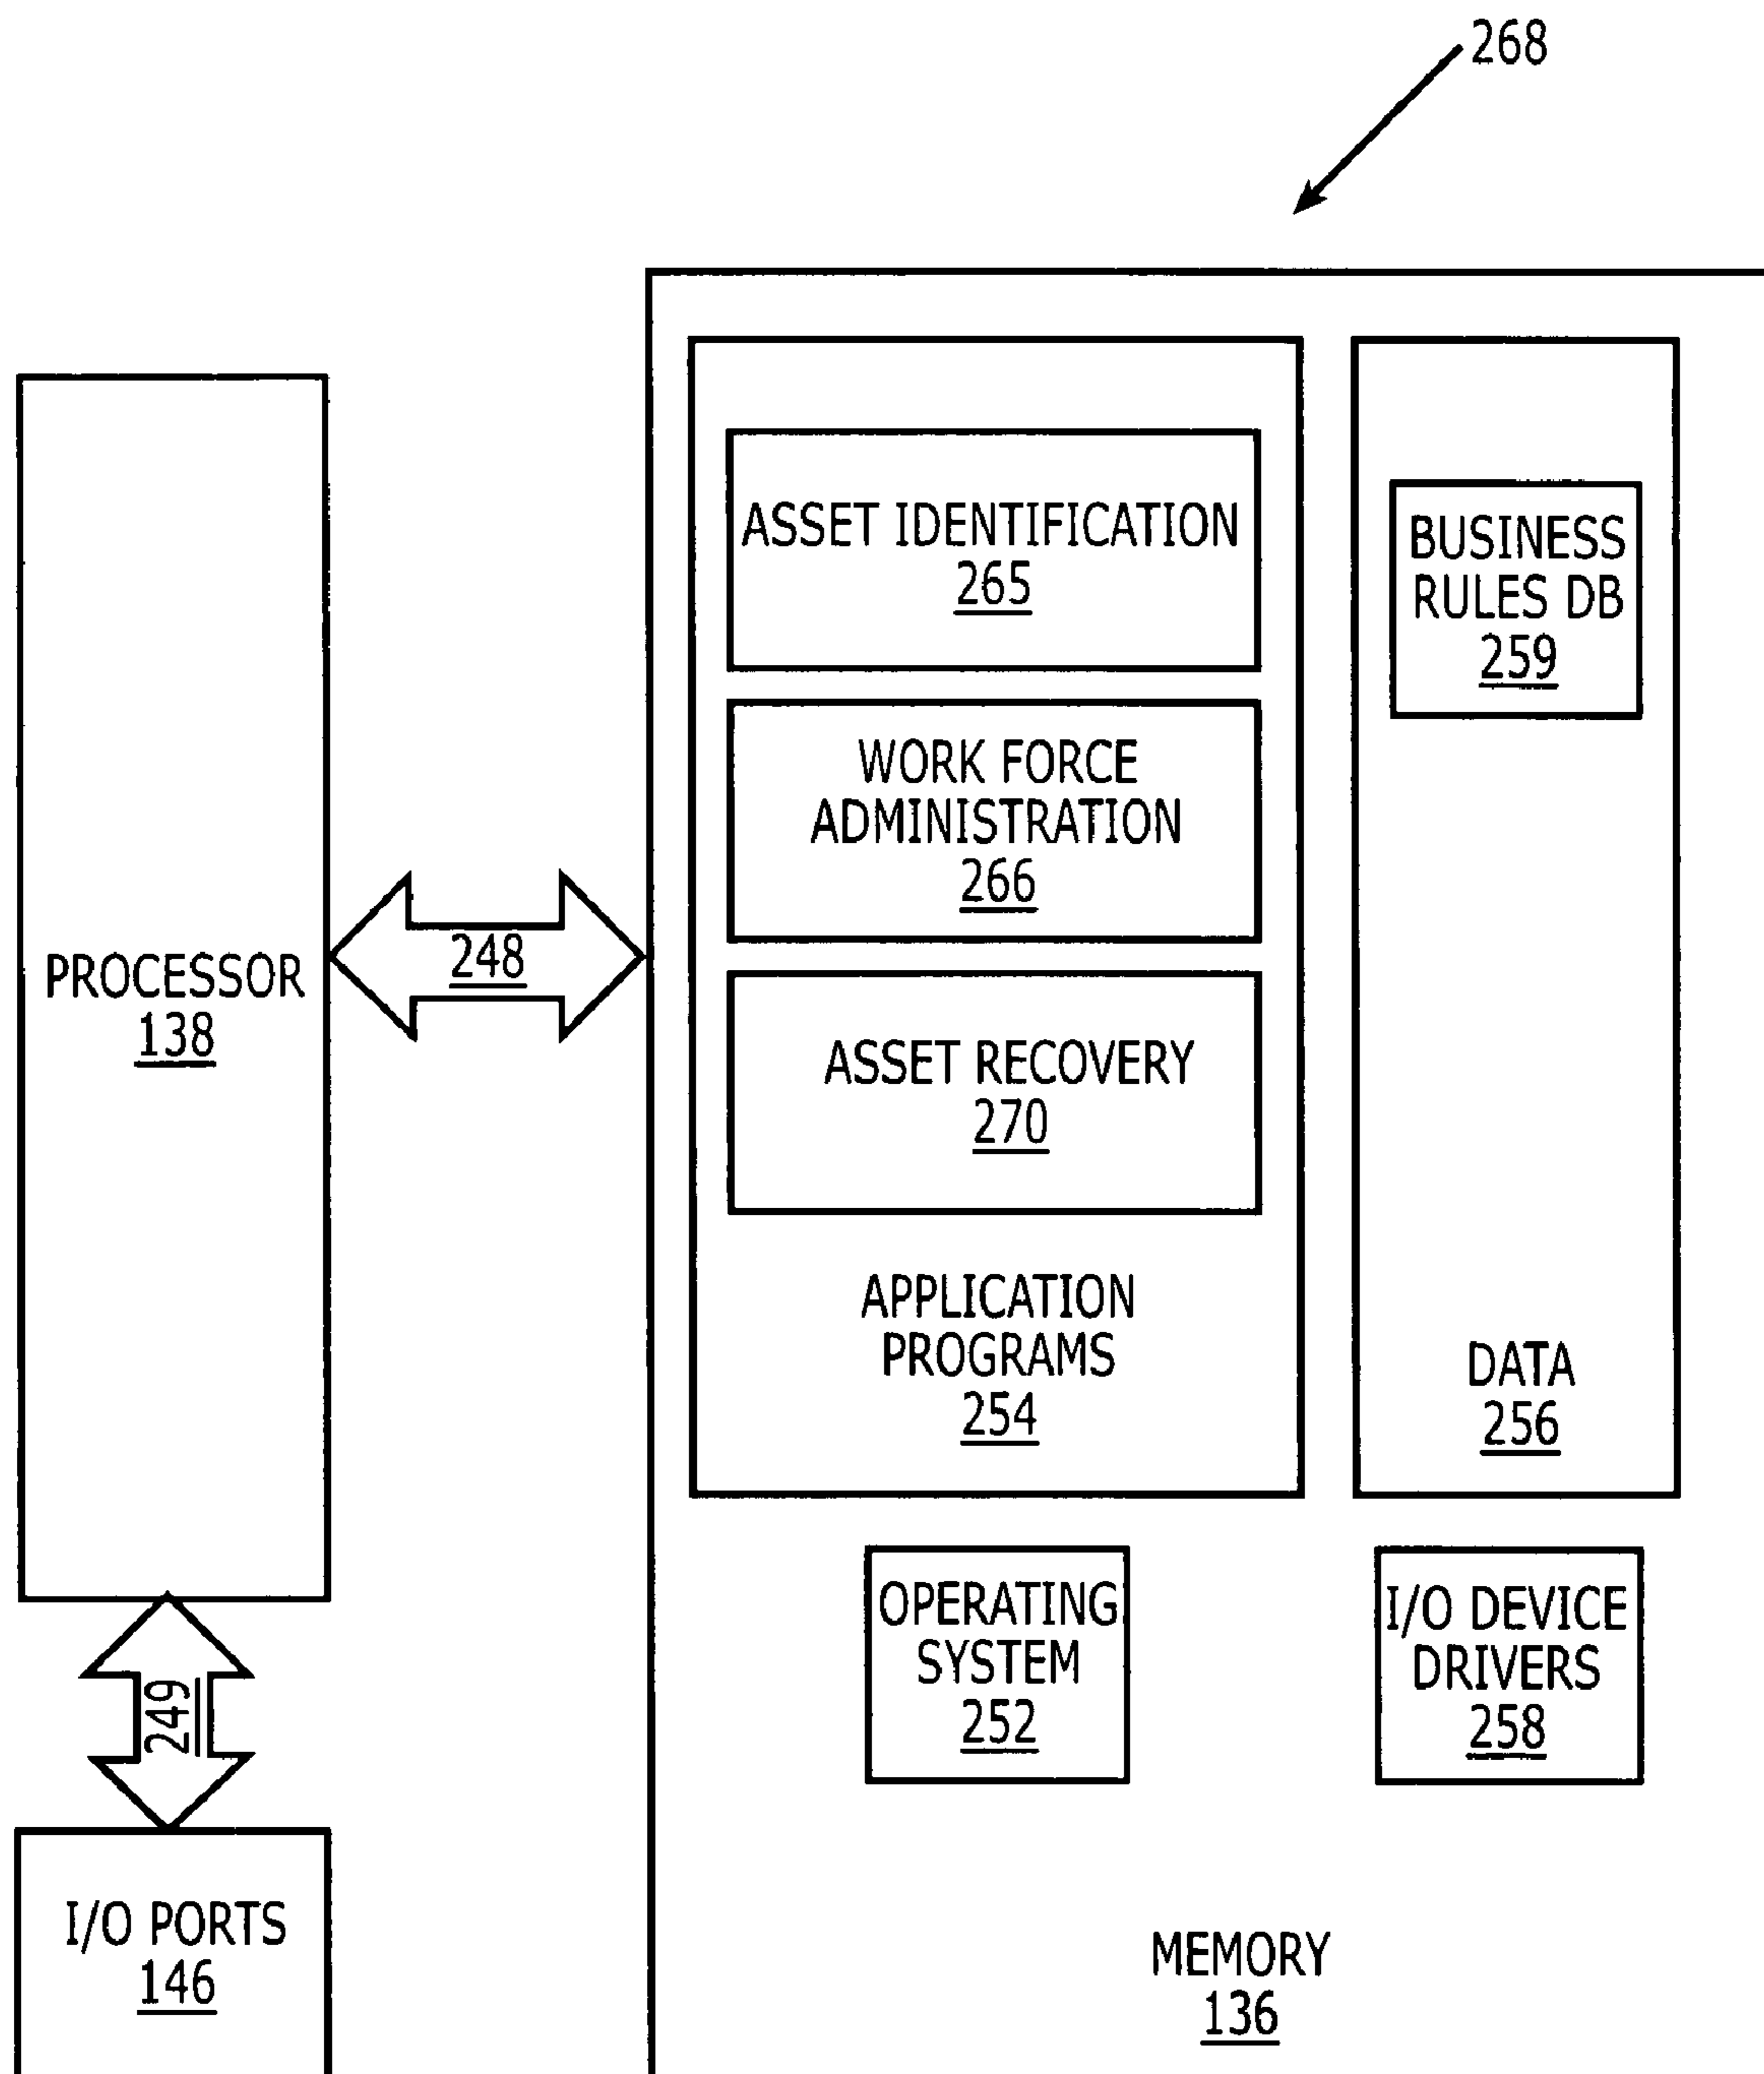 268
ASSET IDENTIFICATION
265
BUSINESS
RULES DB
259
WORK FORCE
ADMINISTRATION
266
PROCESSOR
138
248
ASSET RECOVERY
270
APPLICATION
PROGRAMS
254
DATA
256
OPERATING
SYSTEM
252
I/O DEVICE
DRIVERS
258
249
I/O PORTS
146
MEMORY
136